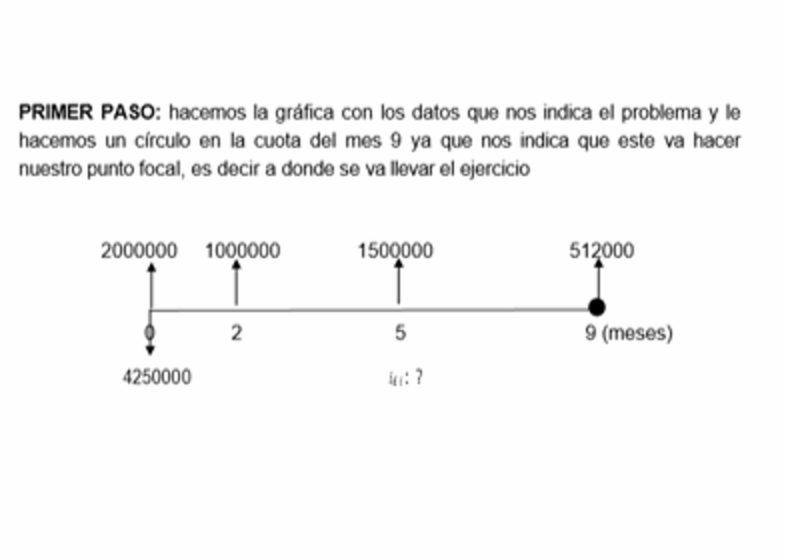 PRIMER PASO: hacemos la gráfica con los datos que nos indica el problema y le
hacemos un círculo en la cuota del mes 9 ya que nos indica que este va hacer
nuestro punto focal, es decir a donde se va llevar el ejercicio
2000000 1000000 1500000 512000
0 2 5 9 (meses)
4250000 ?